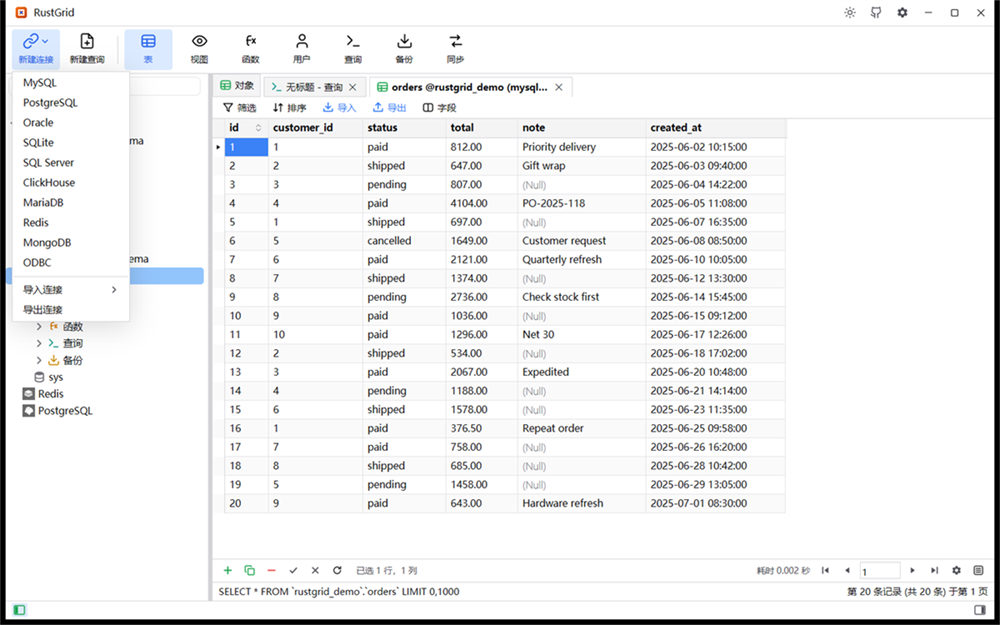 RustGrid
新建连接 新建查询 表 视图 函数 用户 查询 备份 同步
MySQL
PostgreSQL
Oracle
SQLite
SQL Server
ClickHouse
MariaDB
Redis
MongoDB
ODBC
导入连接
导出连接
ma
ema
函数
查询
备份
sys
Redis
PostgreSQL
对象 无标题 - 查询 orders @rustgrid_demo (mysql...
筛选 排序 导入 导出 字段
id customer_id status total note created_at
1 1 paid 812.00 Priority delivery 2025-06-02 10:15:00
2 2 shipped 647.00 Gift wrap 2025-06-03 09:40:00
3 3 pending 807.00 (Null) 2025-06-04 14:22:00
4 4 paid 4104.00 PO-2025-118 2025-06-05 11:08:00
5 1 shipped 697.00 (Null) 2025-06-07 16:35:00
6 5 cancelled 1649.00 Customer request 2025-06-08 08:50:00
7 6 paid 2121.00 Quarterly refresh 2025-06-10 10:05:00
8 7 shipped 1374.00 (Null) 2025-06-12 13:30:00
9 8 pending 2736.00 Check stock first 2025-06-14 15:45:00
10 9 paid 1036.00 (Null) 2025-06-15 09:12:00
11 10 paid 1296.00 Net 30 2025-06-17 12:26:00
12 2 shipped 534.00 (Null) 2025-06-18 17:02:00
13 3 paid 2067.00 Expedited 2025-06-20 10:48:00
14 4 pending 1188.00 (Null) 2025-06-21 14:14:00
15 6 shipped 1578.00 (Null) 2025-06-23 11:35:00
16 1 paid 376.50 Repeat order 2025-06-25 09:58:00
17 7 paid 758.00 (Null) 2025-06-26 16:20:00
18 8 shipped 685.00 (Null) 2025-06-28 10:42:00
19 5 pending 1458.00 (Null) 2025-06-29 13:05:00
20 9 paid 643.00 Hardware refresh 2025-07-01 08:30:00
已选 1 行，1 列 耗时 0.002 秒 1
SELECT * FROM `rustgrid_demo`.`orders` LIMIT 0,1000 第 20 条记录 (共 20 条) 于第 1 页